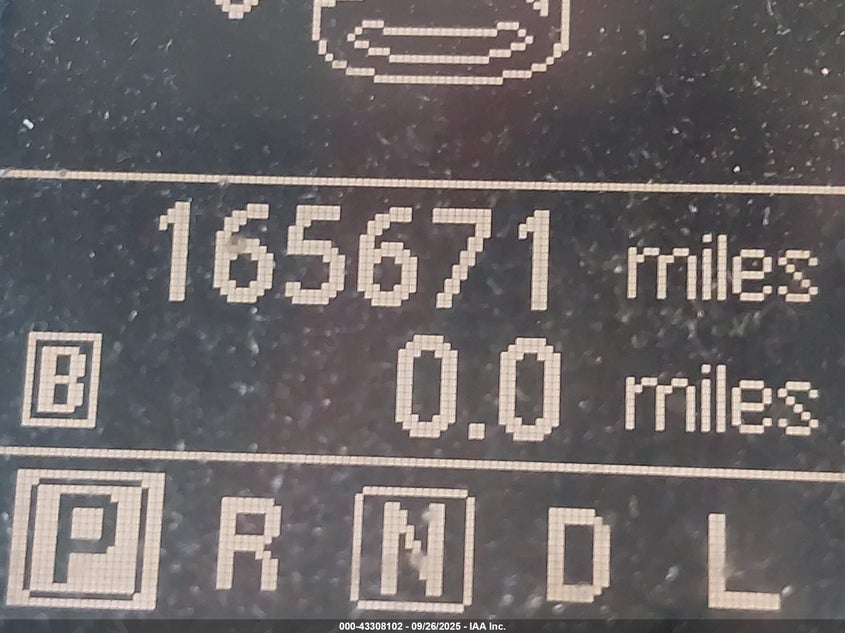 165671 miles
B 0.0 miles
P R N D L
000-43308102 - 09/26/2025 - IAA Inc.